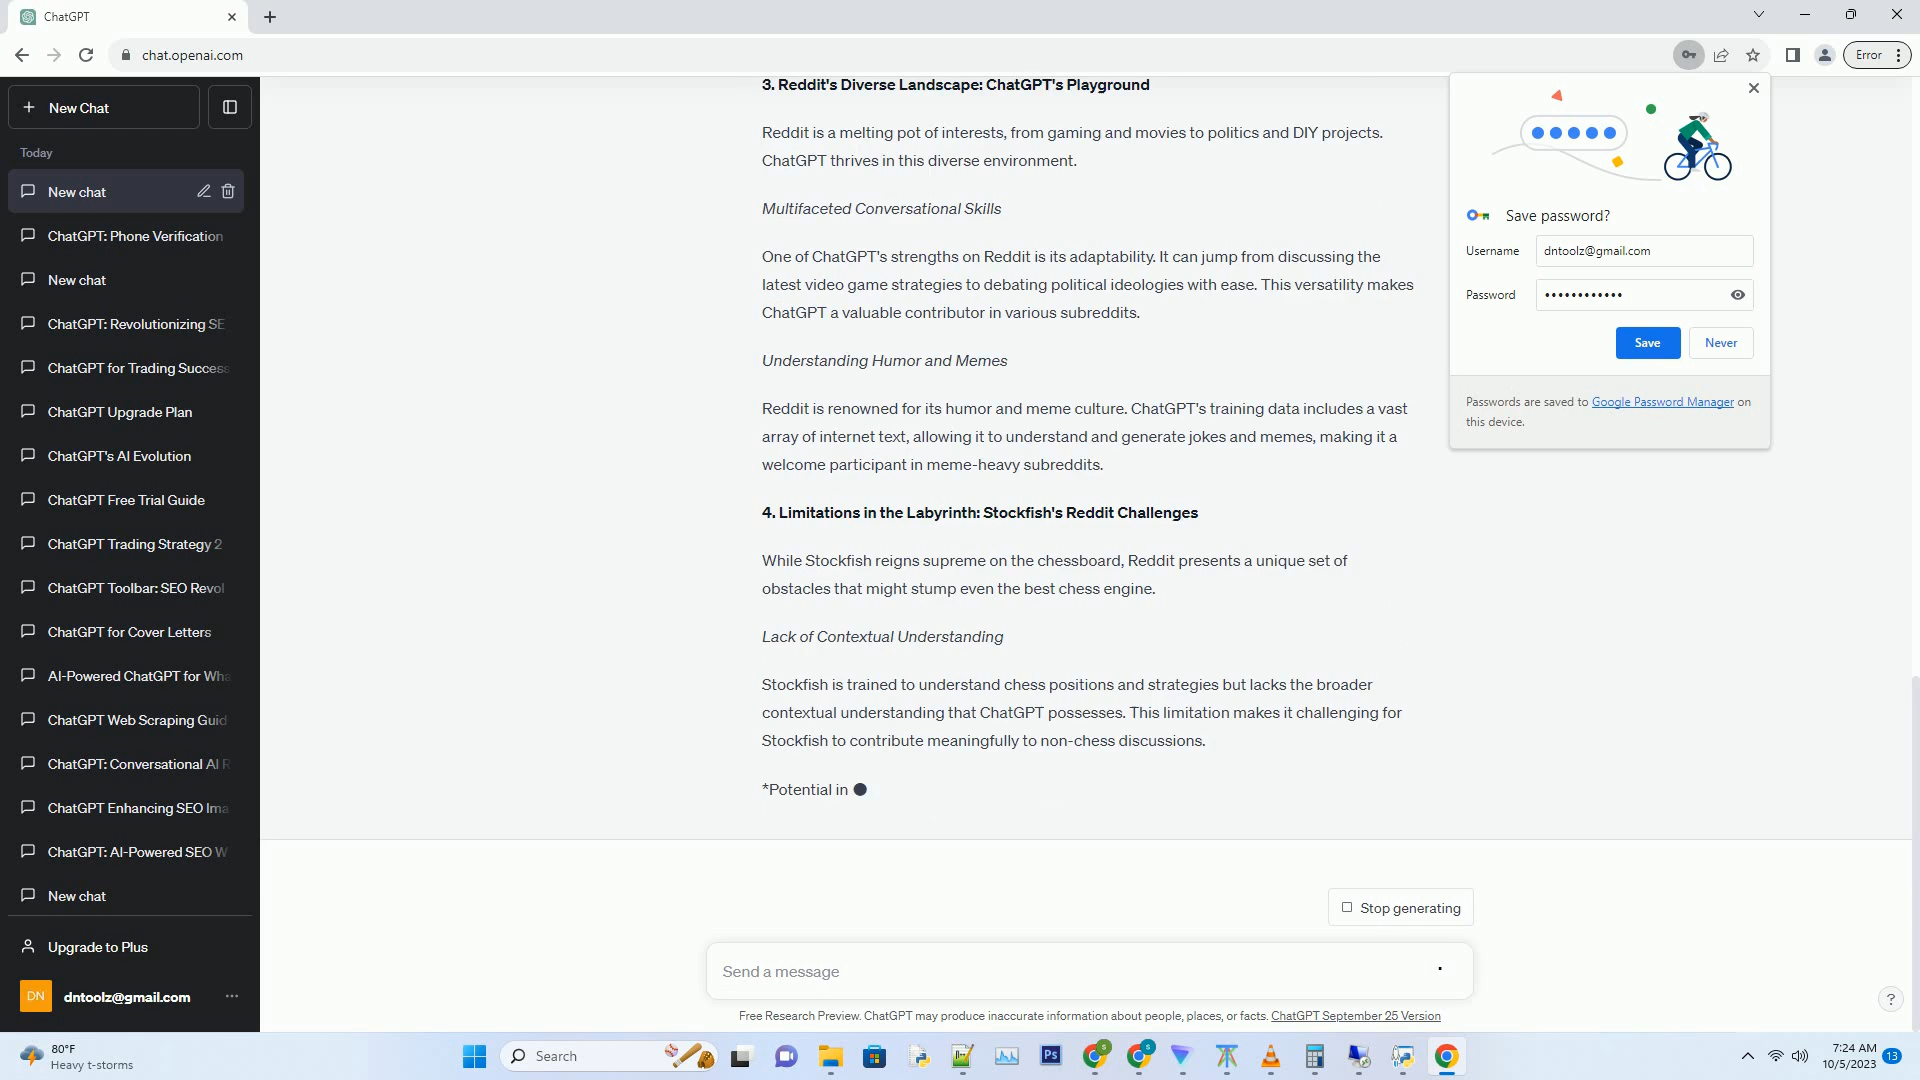 ChatGPT
chat.openai.com
Error
New Chat
Today
New chat
ChatGPT: Phone Verification
New chat
ChatGPT: Revolutionizing SE
ChatGPT for Trading Success
ChatGPT Upgrade Plan
ChatGPT's AI Evolution
ChatGPT Free Trial Guide
ChatGPT Trading Strategy 2
ChatGPT Toolbar: SEO Revol
ChatGPT for Cover Letters
AI-Powered ChatGPT for Wha
ChatGPT Web Scraping Guid
ChatGPT: Conversational AI R
ChatGPT Enhancing SEO Ima
ChatGPT: AI-Powered SEO W
New chat
Upgrade to Plus
DN dntoolz@gmail.com
3. Reddit's Diverse Landscape: ChatGPT's Playground
Reddit is a melting pot of interests, from gaming and movies to politics and DIY projects.
ChatGPT thrives in this diverse environment.
Multifaceted Conversational Skills
One of ChatGPT's strengths on Reddit is its adaptability. It can jump from discussing the
latest video game strategies to debating political ideologies with ease. This versatility makes
ChatGPT a valuable contributor in various subreddits.
Understanding Humor and Memes
Reddit is renowned for its humor and meme culture. ChatGPT's training data includes a vast
array of internet text, allowing it to understand and generate jokes and memes, making it a
welcome participant in meme-heavy subreddits.
4. Limitations in the Labyrinth: Stockfish's Reddit Challenges
While Stockfish reigns supreme on the chessboard, Reddit presents a unique set of
obstacles that might stump even the best chess engine.
Lack of Contextual Understanding
Stockfish is trained to understand chess positions and strategies but lacks the broader
contextual understanding that ChatGPT possesses. This limitation makes it challenging for
Stockfish to contribute meaningfully to non-chess discussions.
*Potential in
Stop generating
Send a message
Free Research Preview. ChatGPT may produce inaccurate information about people, places, or facts. ChatGPT September 25 Version
?
Save password?
Username dntoolz@gmail.com
Password ••••••••••••
Save Never
Passwords are saved to Google Password Manager on
this device.
80°F
Heavy t-storms
Search
Ps
S
S
7:24 AM
10/5/2023
13